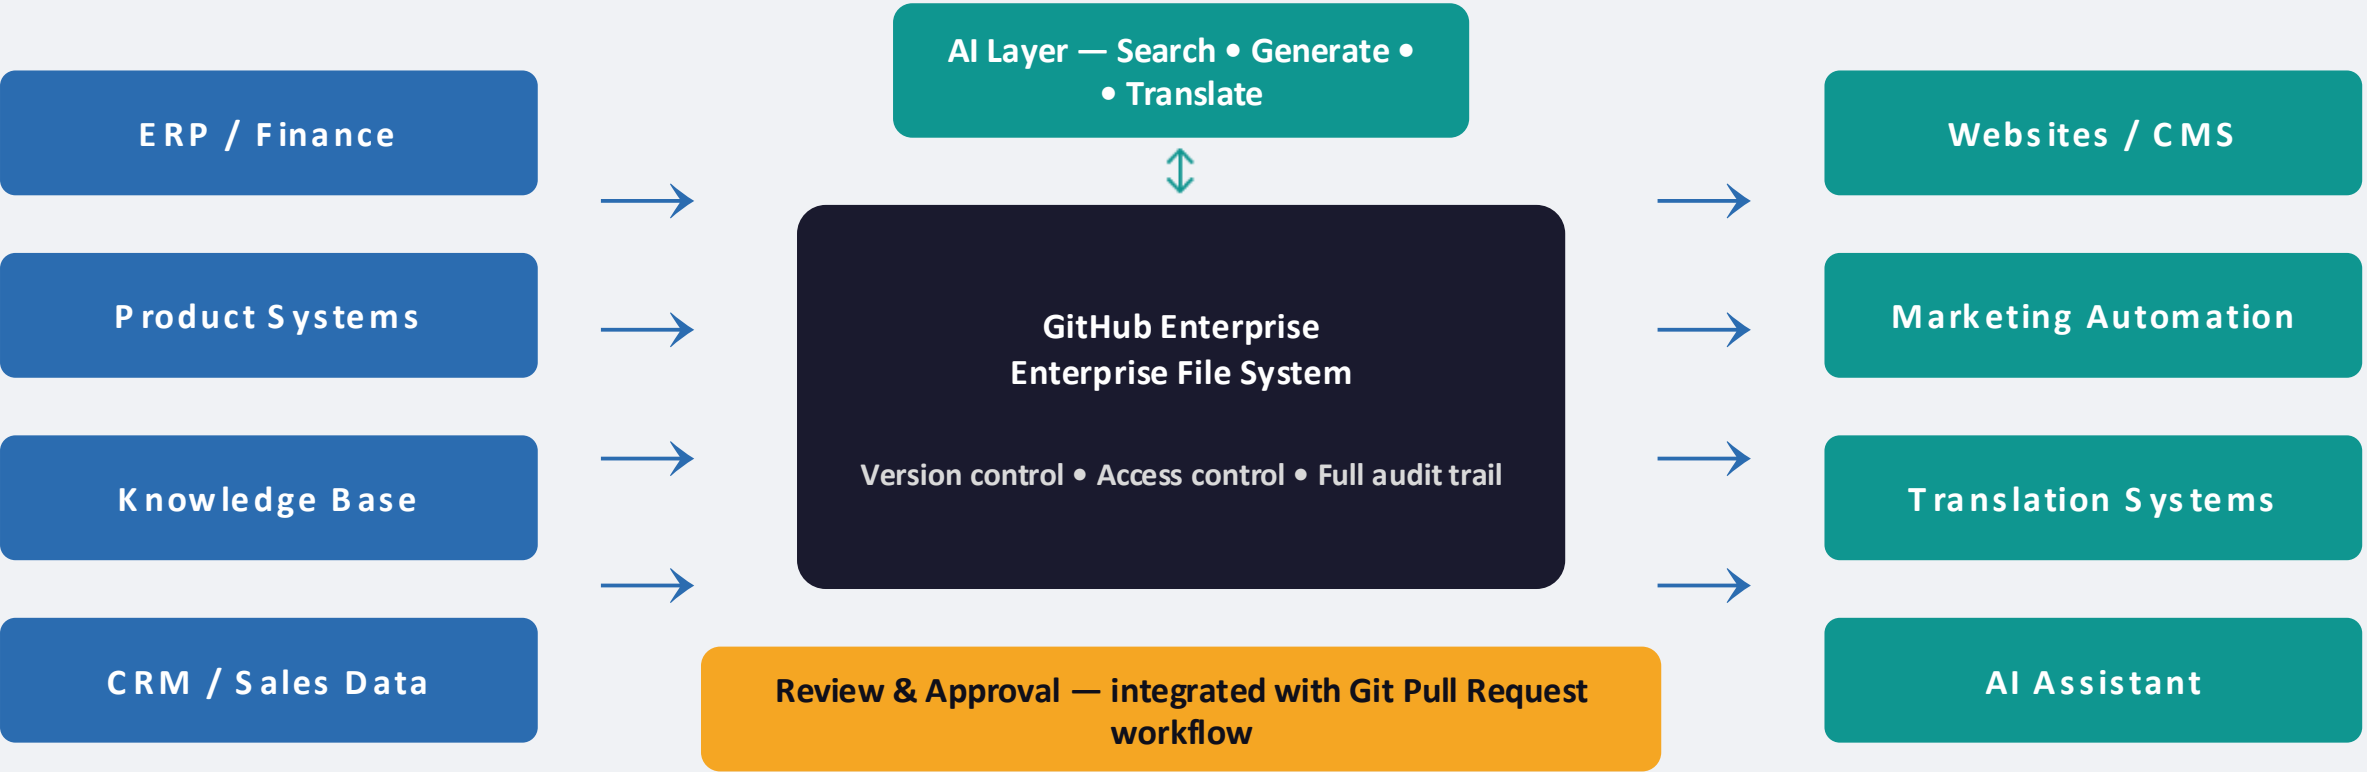 AI Layer — Search • Generate •
• Translate
ERP / Finance
Product Systems
Knowledge Base
CRM / Sales Data
GitHub Enterprise
Enterprise File System
Version control • Access control • Full audit trail
Review & Approval — integrated with Git Pull Request
workflow
Websites / CMS
Marketing Automation
Translation Systems
AI Assistant